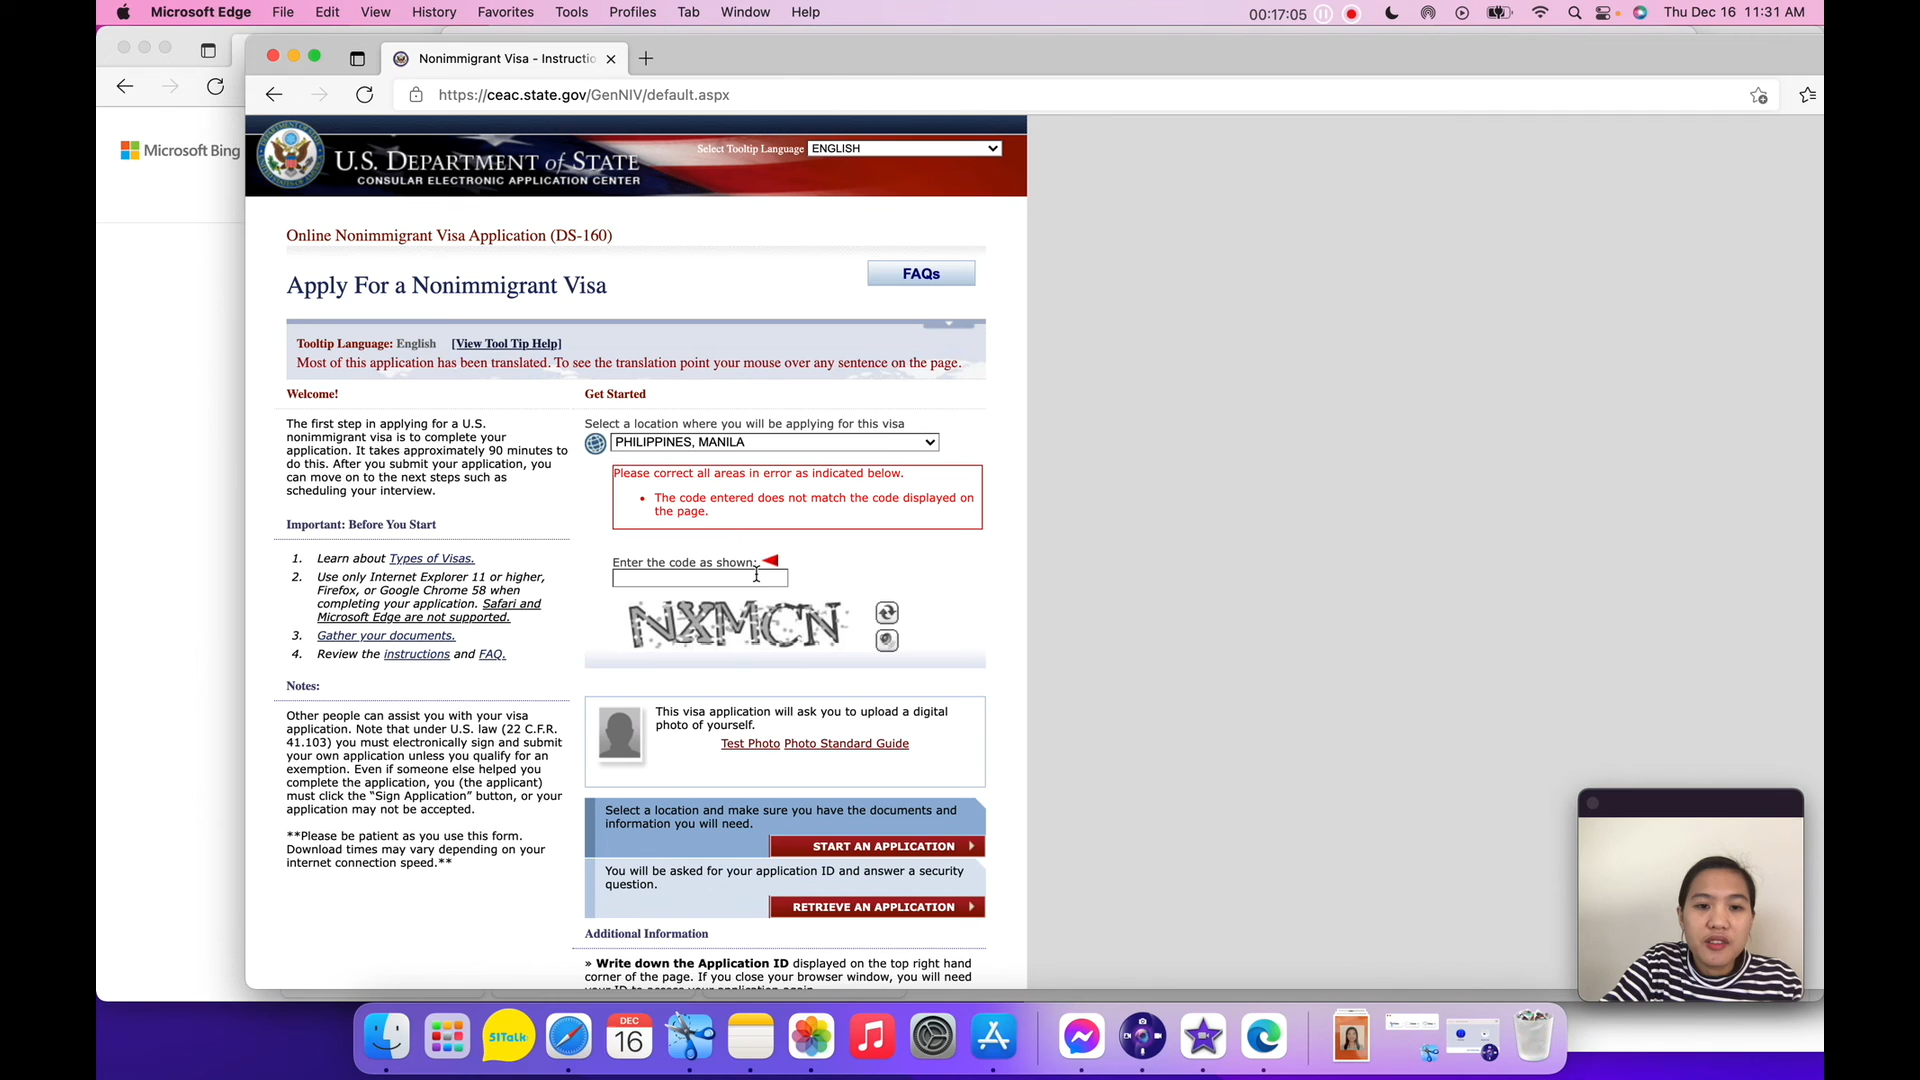 Microsoft Edge File Edit View History Favorites Tools Profiles Tab Window Help 00:17:05 Thu Dec 16 11:31 AM
Nonimmigrant Visa - Instructio
https://ceac.state.gov/GenNIV/default.aspx
Microsoft Bing
U.S. DEPARTMENT of STATE
CONSULAR ELECTRONIC APPLICATION CENTER
Select Tooltip Language ENGLISH
Online Nonimmigrant Visa Application (DS-160)
Apply For a Nonimmigrant Visa
FAQs
Tooltip Language: English [View Tool Tip Help]
Most of this application has been translated. To see the translation point your mouse over any sentence on the page.
Welcome!
The first step in applying for a U.S.
nonimmigrant visa is to complete your
application. It takes approximately 90 minutes to
do this. After you submit your application, you
can move on to the next steps such as
scheduling your interview.
Important: Before You Start
1. Learn about Types of Visas.
2. Use only Internet Explorer 11 or higher,
Firefox, or Google Chrome 58 when
completing your application. Safari and
Microsoft Edge are not supported.
3. Gather your documents.
4. Review the instructions and FAQ.
Notes:
Other people can assist you with your visa
application. Note that under U.S. law (22 C.F.R.
41.103) you must electronically sign and submit
your own application unless you qualify for an
exemption. Even if someone else helped you
complete the application, you (the applicant)
must click the “Sign Application” button, or your
application may not be accepted.
**Please be patient as you use this form.
Download times may vary depending on your
internet connection speed.**
Get Started
Select a location where you will be applying for this visa
PHILIPPINES, MANILA
Please correct all areas in error as indicated below.
• The code entered does not match the code displayed on
the page.
Enter the code as shown:
NXMCN
This visa application will ask you to upload a digital
photo of yourself.
Test Photo Photo Standard Guide
Select a location and make sure you have the documents and
information you will need.
START AN APPLICATION
You will be asked for your application ID and answer a security
question.
RETRIEVE AN APPLICATION
Additional Information
» Write down the Application ID displayed on the top right hand
corner of the page. If you close your browser window, you will need
your ID to access your application again.
51Talk
DEC
16